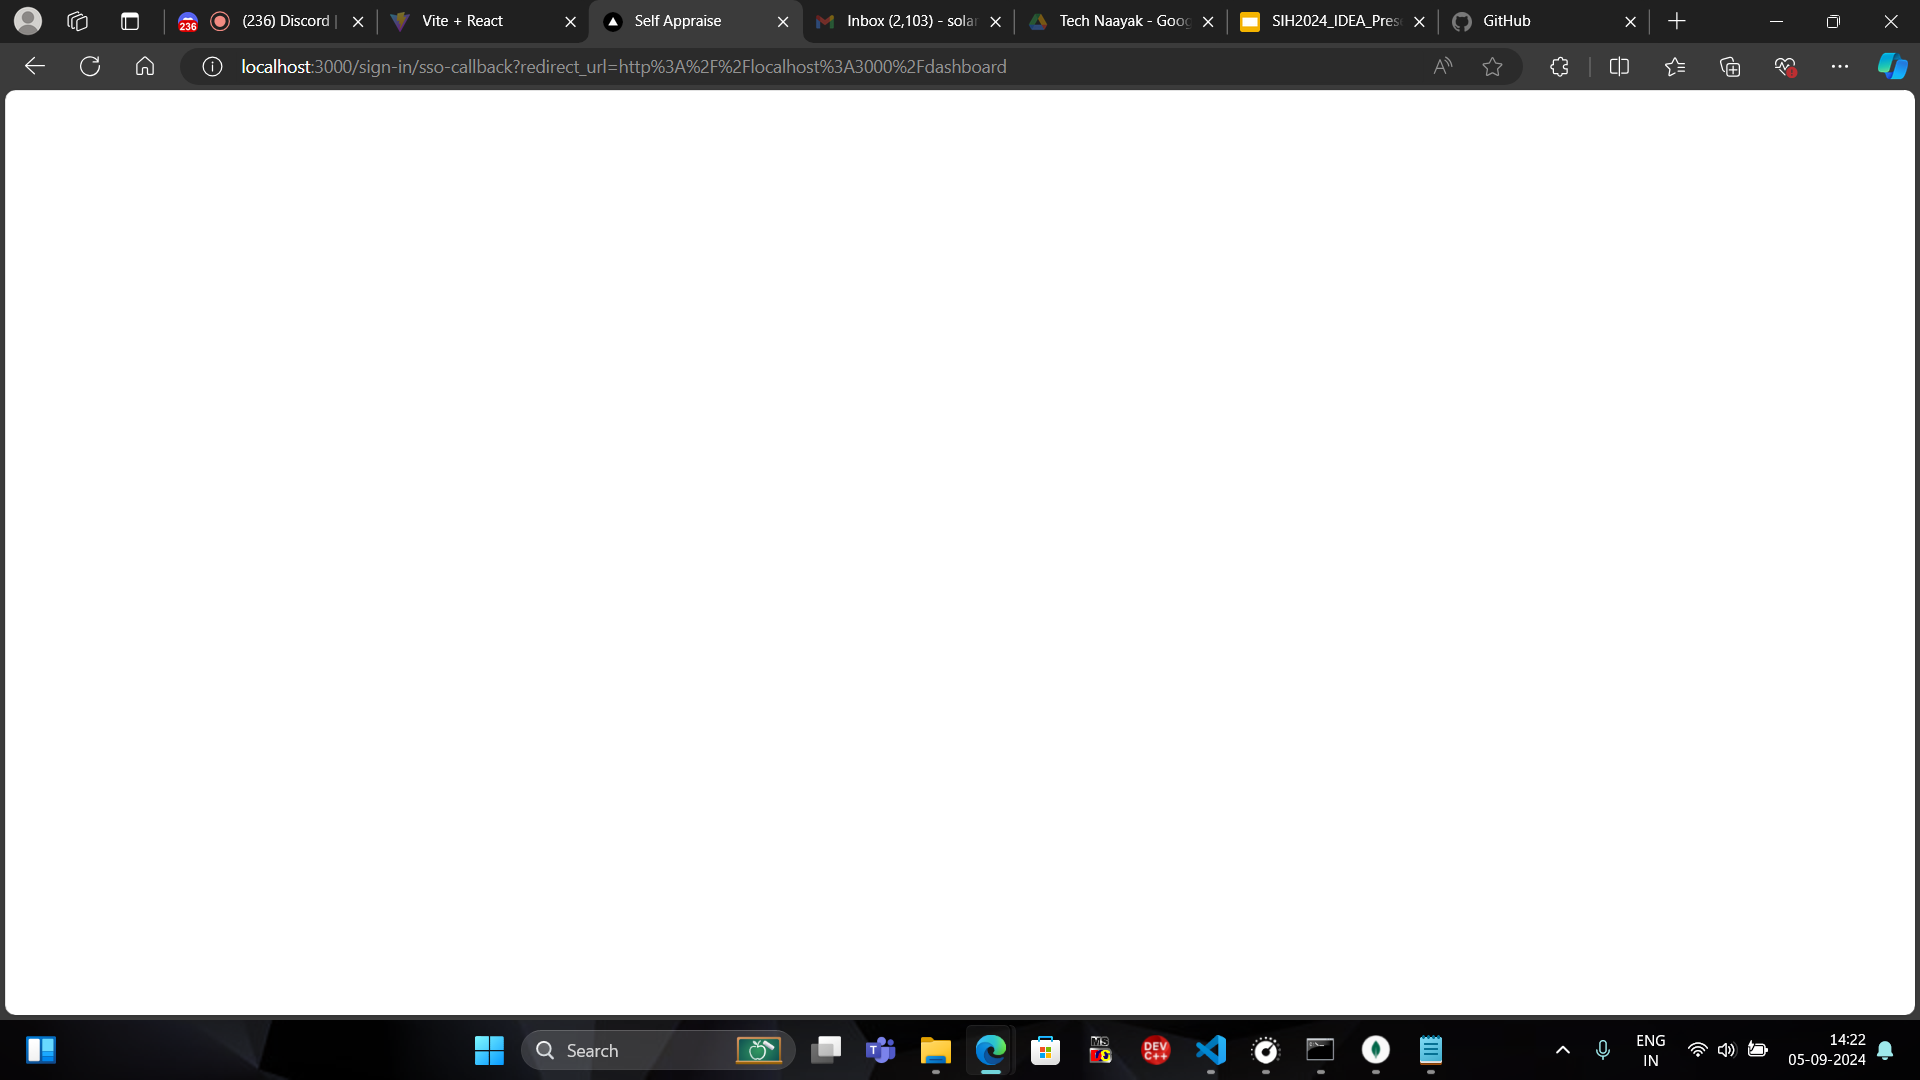 236 (236) Discord | Vite + React Self Appraise Inbox (2,103) - solar Tech Naayak - Goog SIH2024_IDEA_Pres GitHub
localhost:3000/sign-in/sso-callback?redirect_url=http%3A%2F%2Flocalhost%3A3000%2Fdashboard
Search
DEV
C++
ENG
IN
14:22
05-09-2024